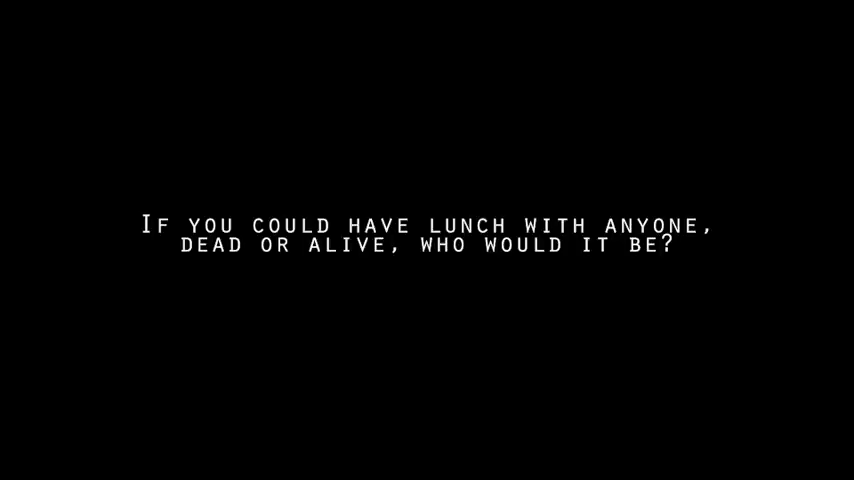 If you could have lunch with anyone,
dead or alive, who would it be?